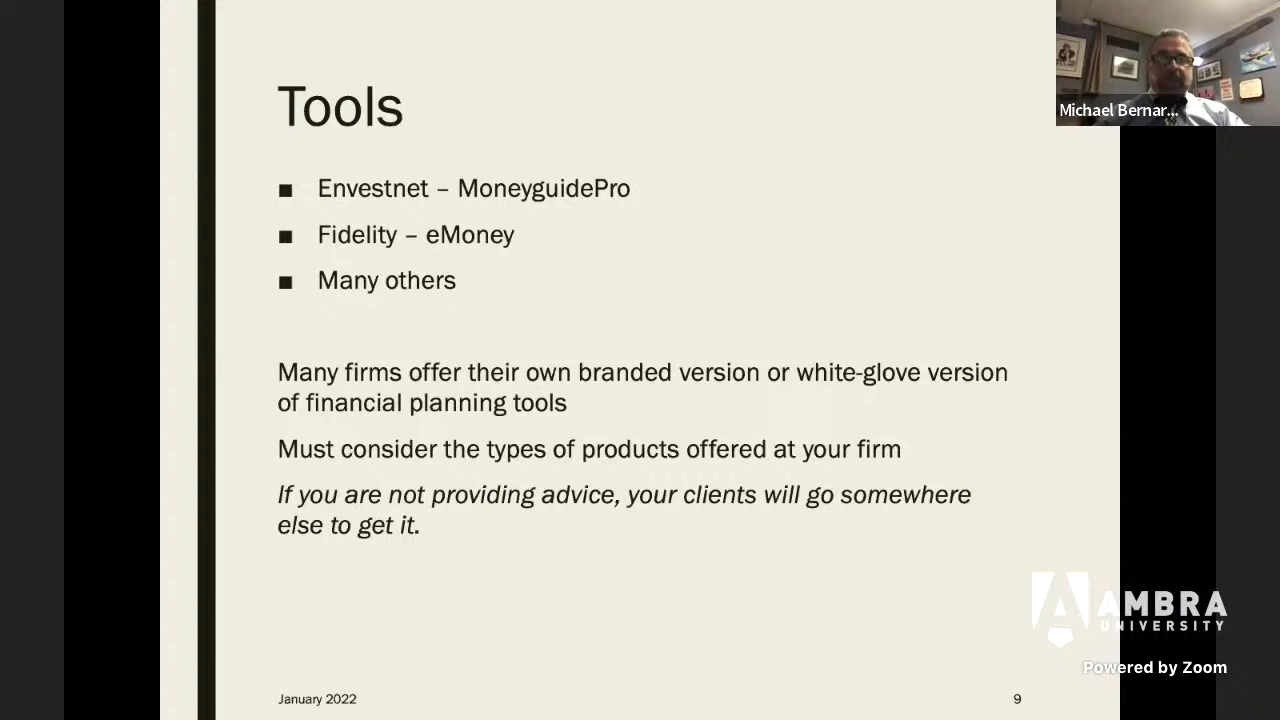 Tools
■ Envestnet – MoneyguidePro
■ Fidelity – eMoney
■ Many others
Many firms offer their own branded version or white-glove version
of financial planning tools
Must consider the types of products offered at your firm
If you are not providing advice, your clients will go somewhere
else to get it.
January 2022
9
Michael Bernar...
AMBRA
UNIVERSITY
Powered by Zoom